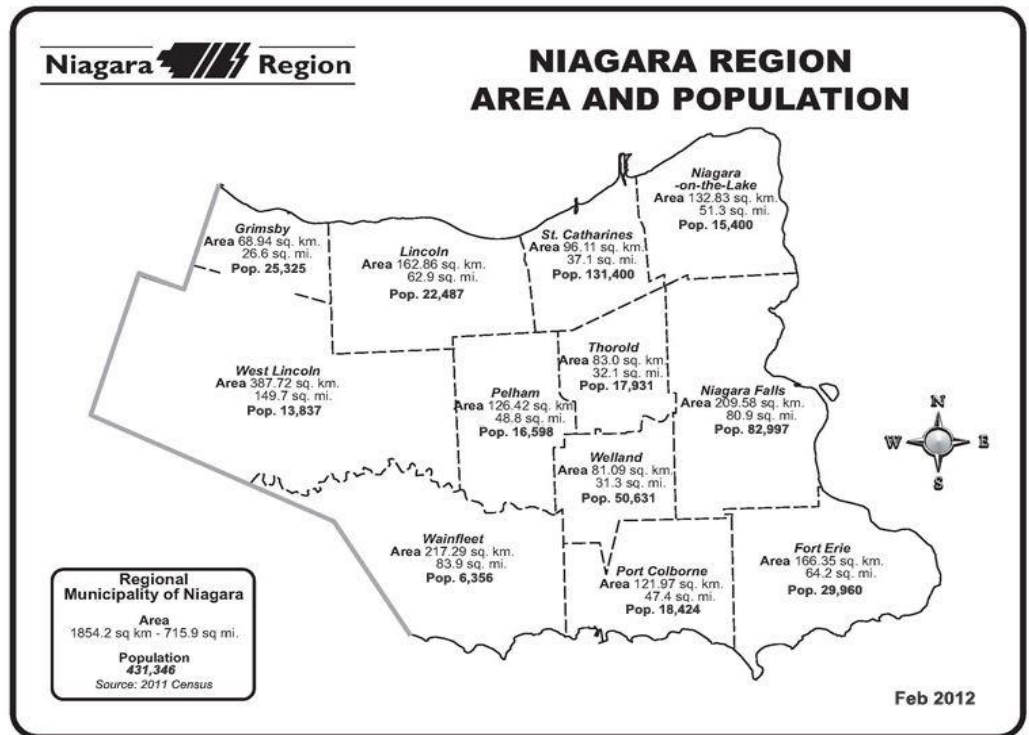 Niagara Region
NIAGARA REGION
AREA AND POPULATION
Niagara
-on-the-Lake
Area 132.83 sq. km.
51.3 sq. mi.
Pop. 15,400
Grimsby
Area 68.94 sq. km.
26.6 sq. mi.
Pop. 25,325
Lincoln
Area 162.86 sq. km.
62.9 sq. mi.
Pop. 22,487
St. Catharines
Area 96.11 sq. km.
37.1 sq. mi.
Pop. 131,400
West Lincoln
Area 387.72 sq. km.
149.7 sq. mi.
Pop. 13,837
Pelham
Area 126.42 sq. km
48.8 sq. mi.
Pop. 16,598
Thorold
Area 83.0 sq. km.
32.1 sq. mi.
Pop. 17,931
Niagara Falls
Area 209.58 sq. km.
80.9 sq. mi.
Pop. 82,997
N
W E
S
Welland
Area 81.09 sq. km.
31.3 sq. mi.
Pop. 50,631
Wainfleet
Area 217.29 sq. km.
83.9 sq. mi.
Pop. 6,356
Port Colborne
Area 121.97 sq. km.
47.4 sq. mi.
Pop. 18,424
Fort Erie
Area 166.35 sq. km.
64.2 sq. mi.
Pop. 29,960
Regional
Municipality of Niagara
Area
1854.2 sq km - 715.9 sq mi.
Population
431,346
Source: 2011 Census
Feb 2012